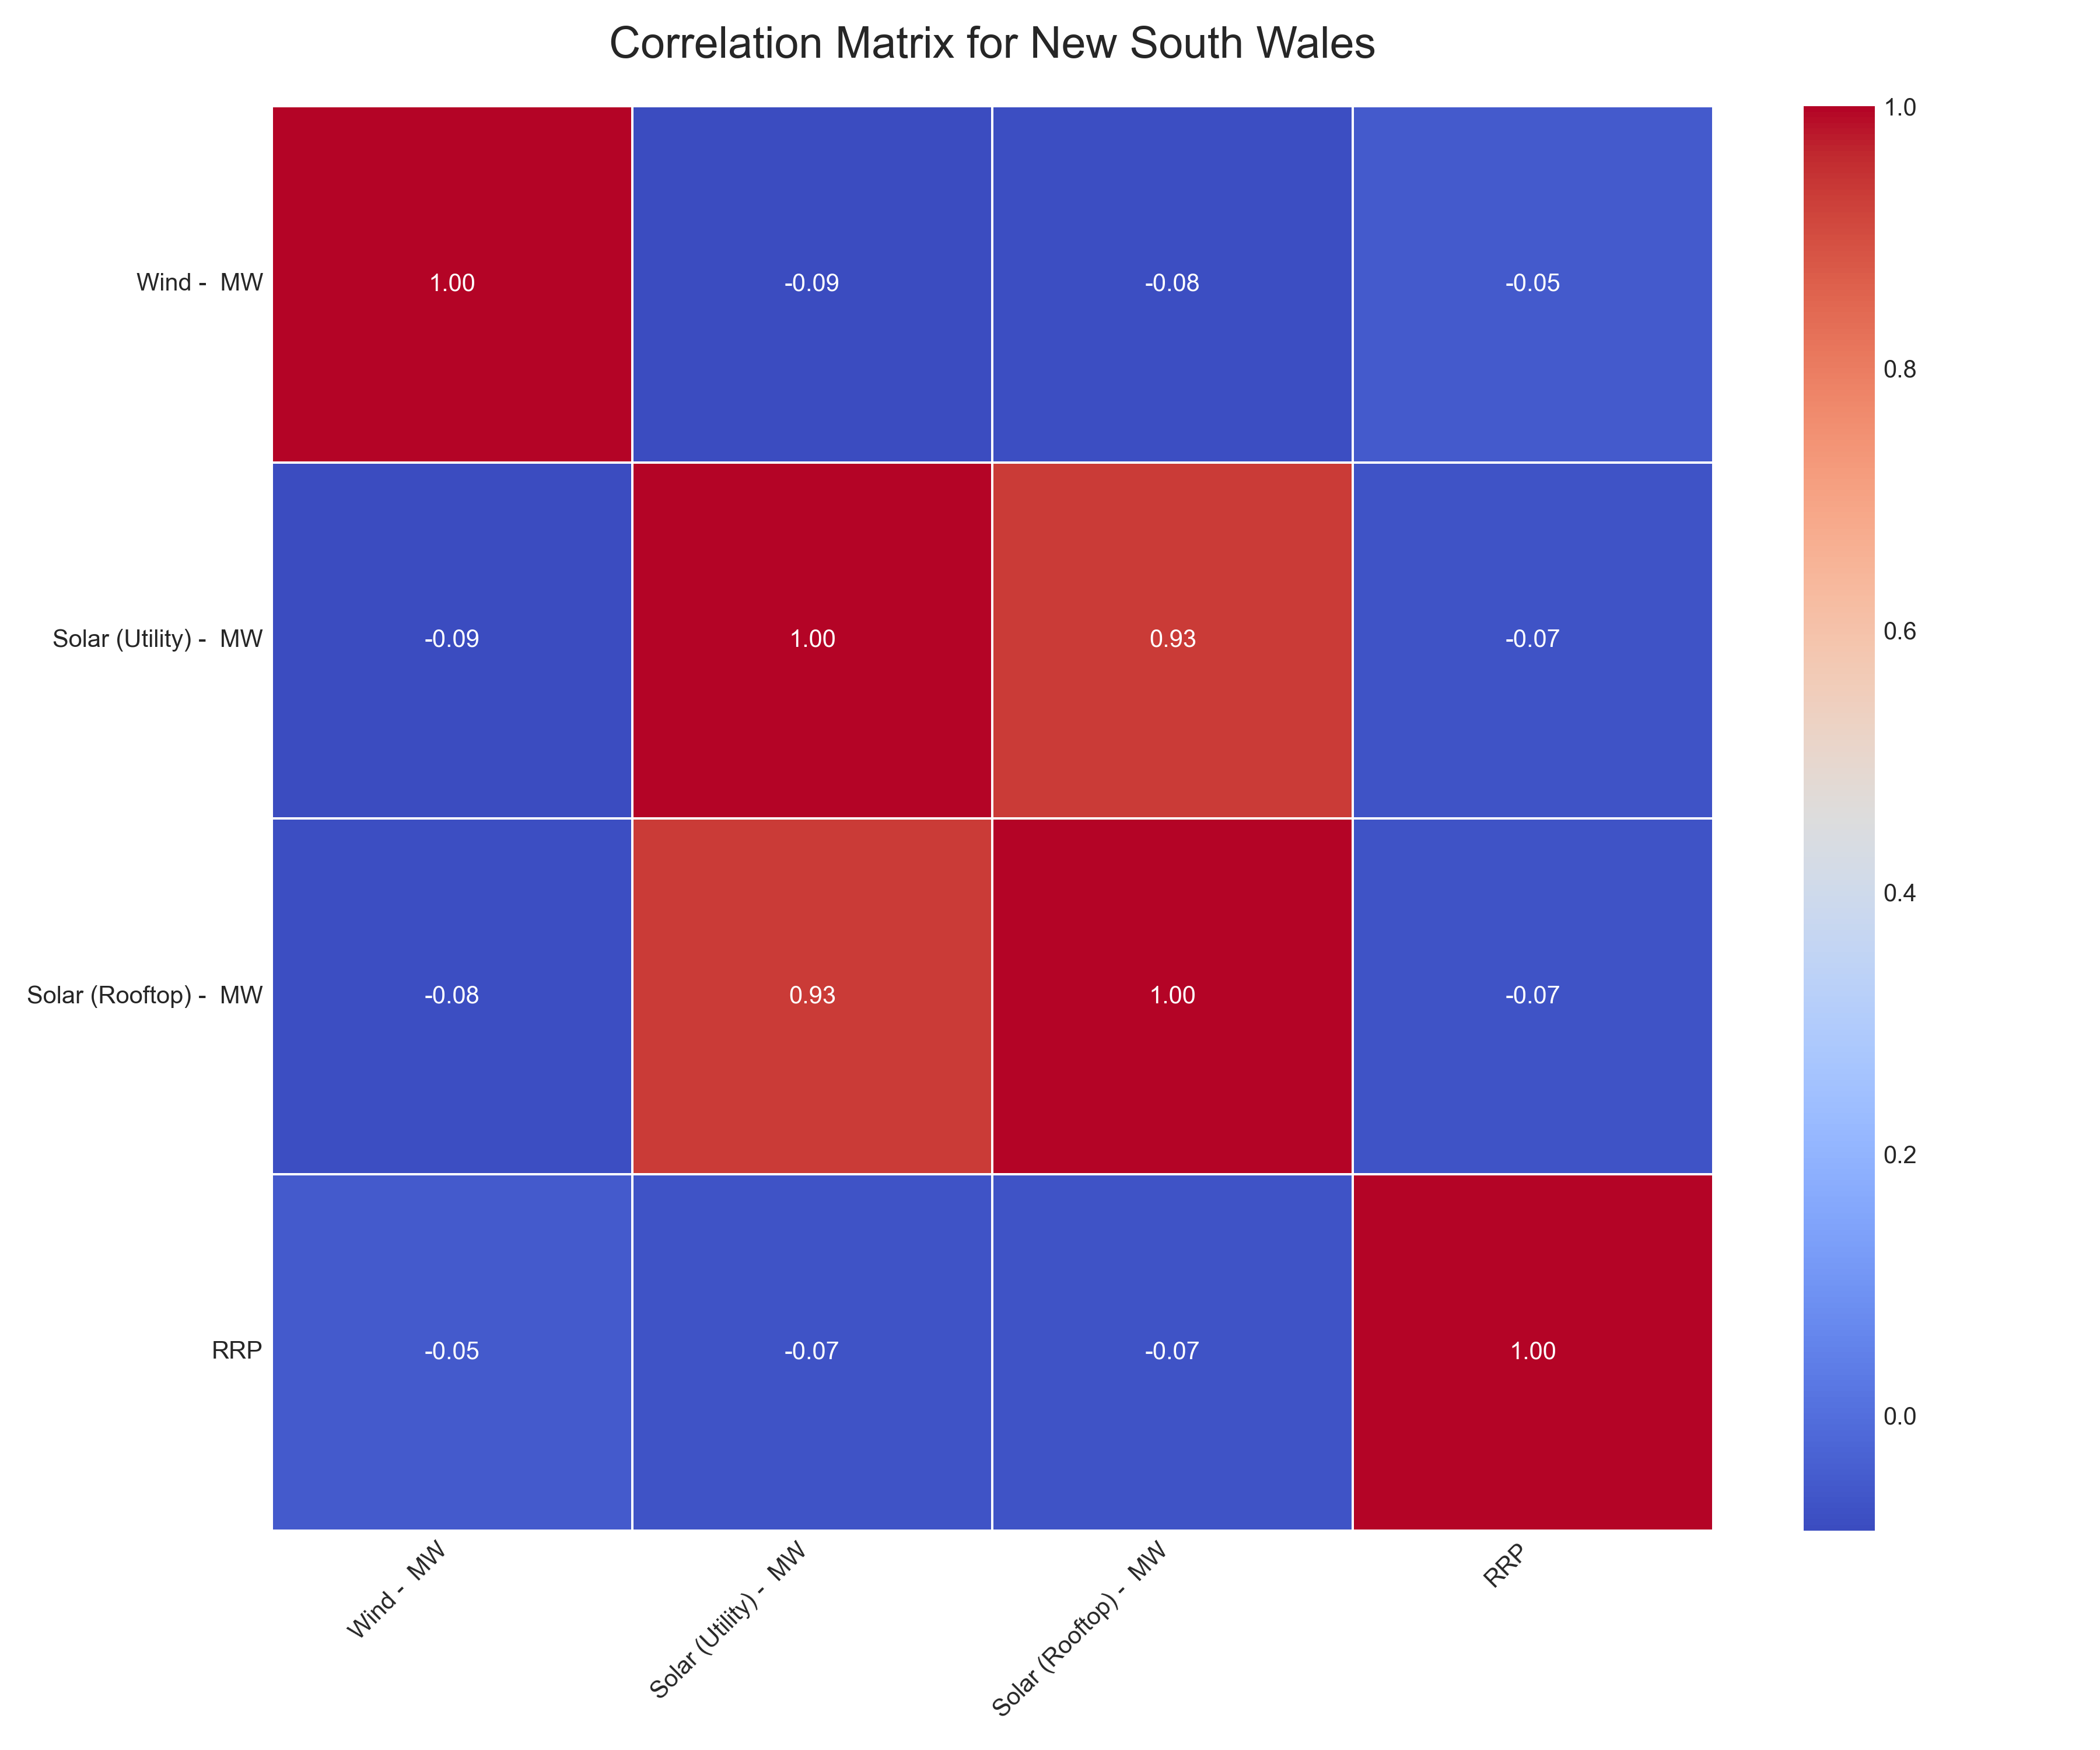 Correlation Matrix for New South Wales
Wind -  MW
1.00
-0.09
-0.08
-0.05
Solar (Utility) -  MW
-0.09
1.00
0.93
-0.07
Solar (Rooftop) -  MW
-0.08
0.93
1.00
-0.07
RRP
-0.05
-0.07
-0.07
1.00
Wind -  MW
Solar (Utility) -  MW
Solar (Rooftop) -  MW
RRP
1.0
0.8
0.6
0.4
0.2
0.0